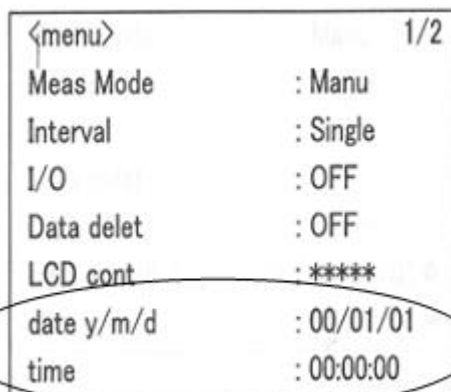 <menu> 1/2
Meas Mode : Manu
Interval : Single
I/O : OFF
Data delet : OFF
LCD cont : *****
date y/m/d : 00/01/01
time : 00:00:00